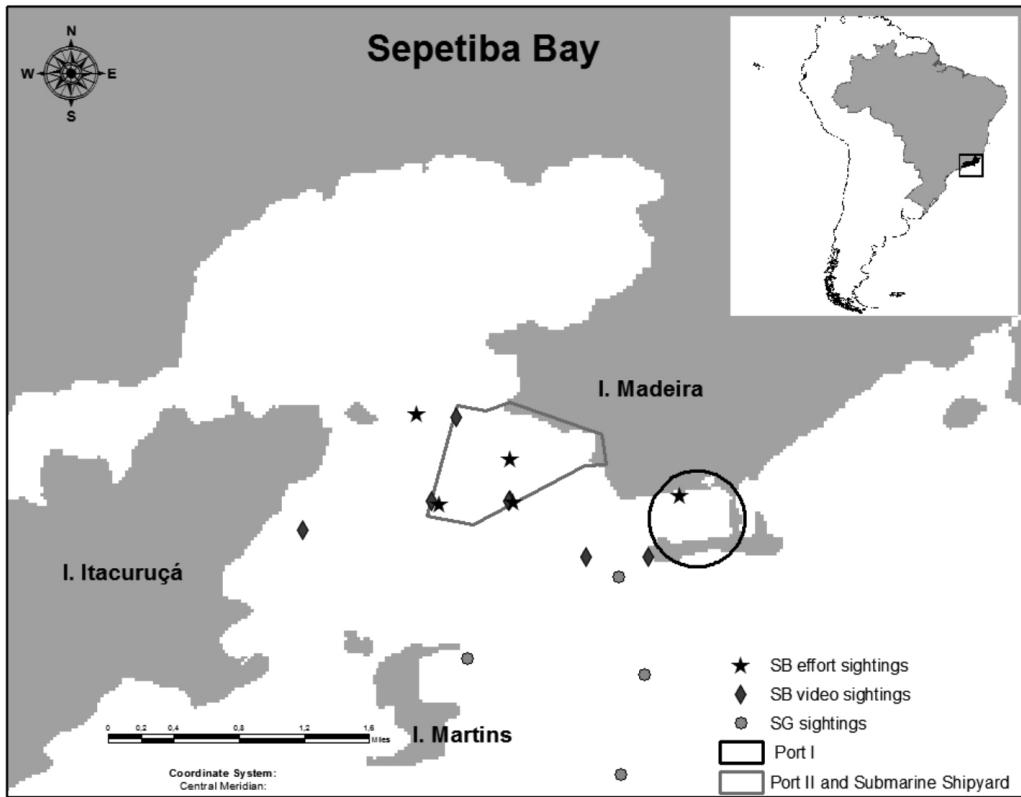 Sepetiba Bay
N
W E
S
I. Madeira
I. Itacuruçá
I. Martins
SB effort sightings
SB video sightings
SG sightings
Port I
Port II and Submarine Shipyard
0 0,2 0,4 0,8 1,2 1,6
Miles
Coordinate System:
Central Meridian: